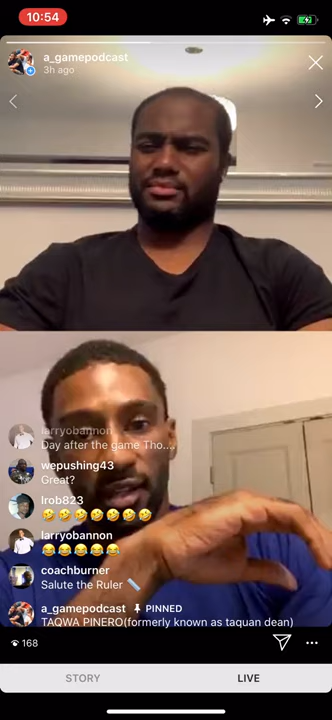 10:54
a_gamepodcast
3h ago
larryobannon
Day after the game Tho....
wepushing43
Great?
lrob823
🤣🤣🤣🤣🤣🤣🤣
larryobannon
😂😂😂😂😂
coachburner
Salute the Ruler 📏
a_gamepodcast 📌 PINNED
TAQWA PINERO(formerly known as taquan dean)
168
STORY
LIVE